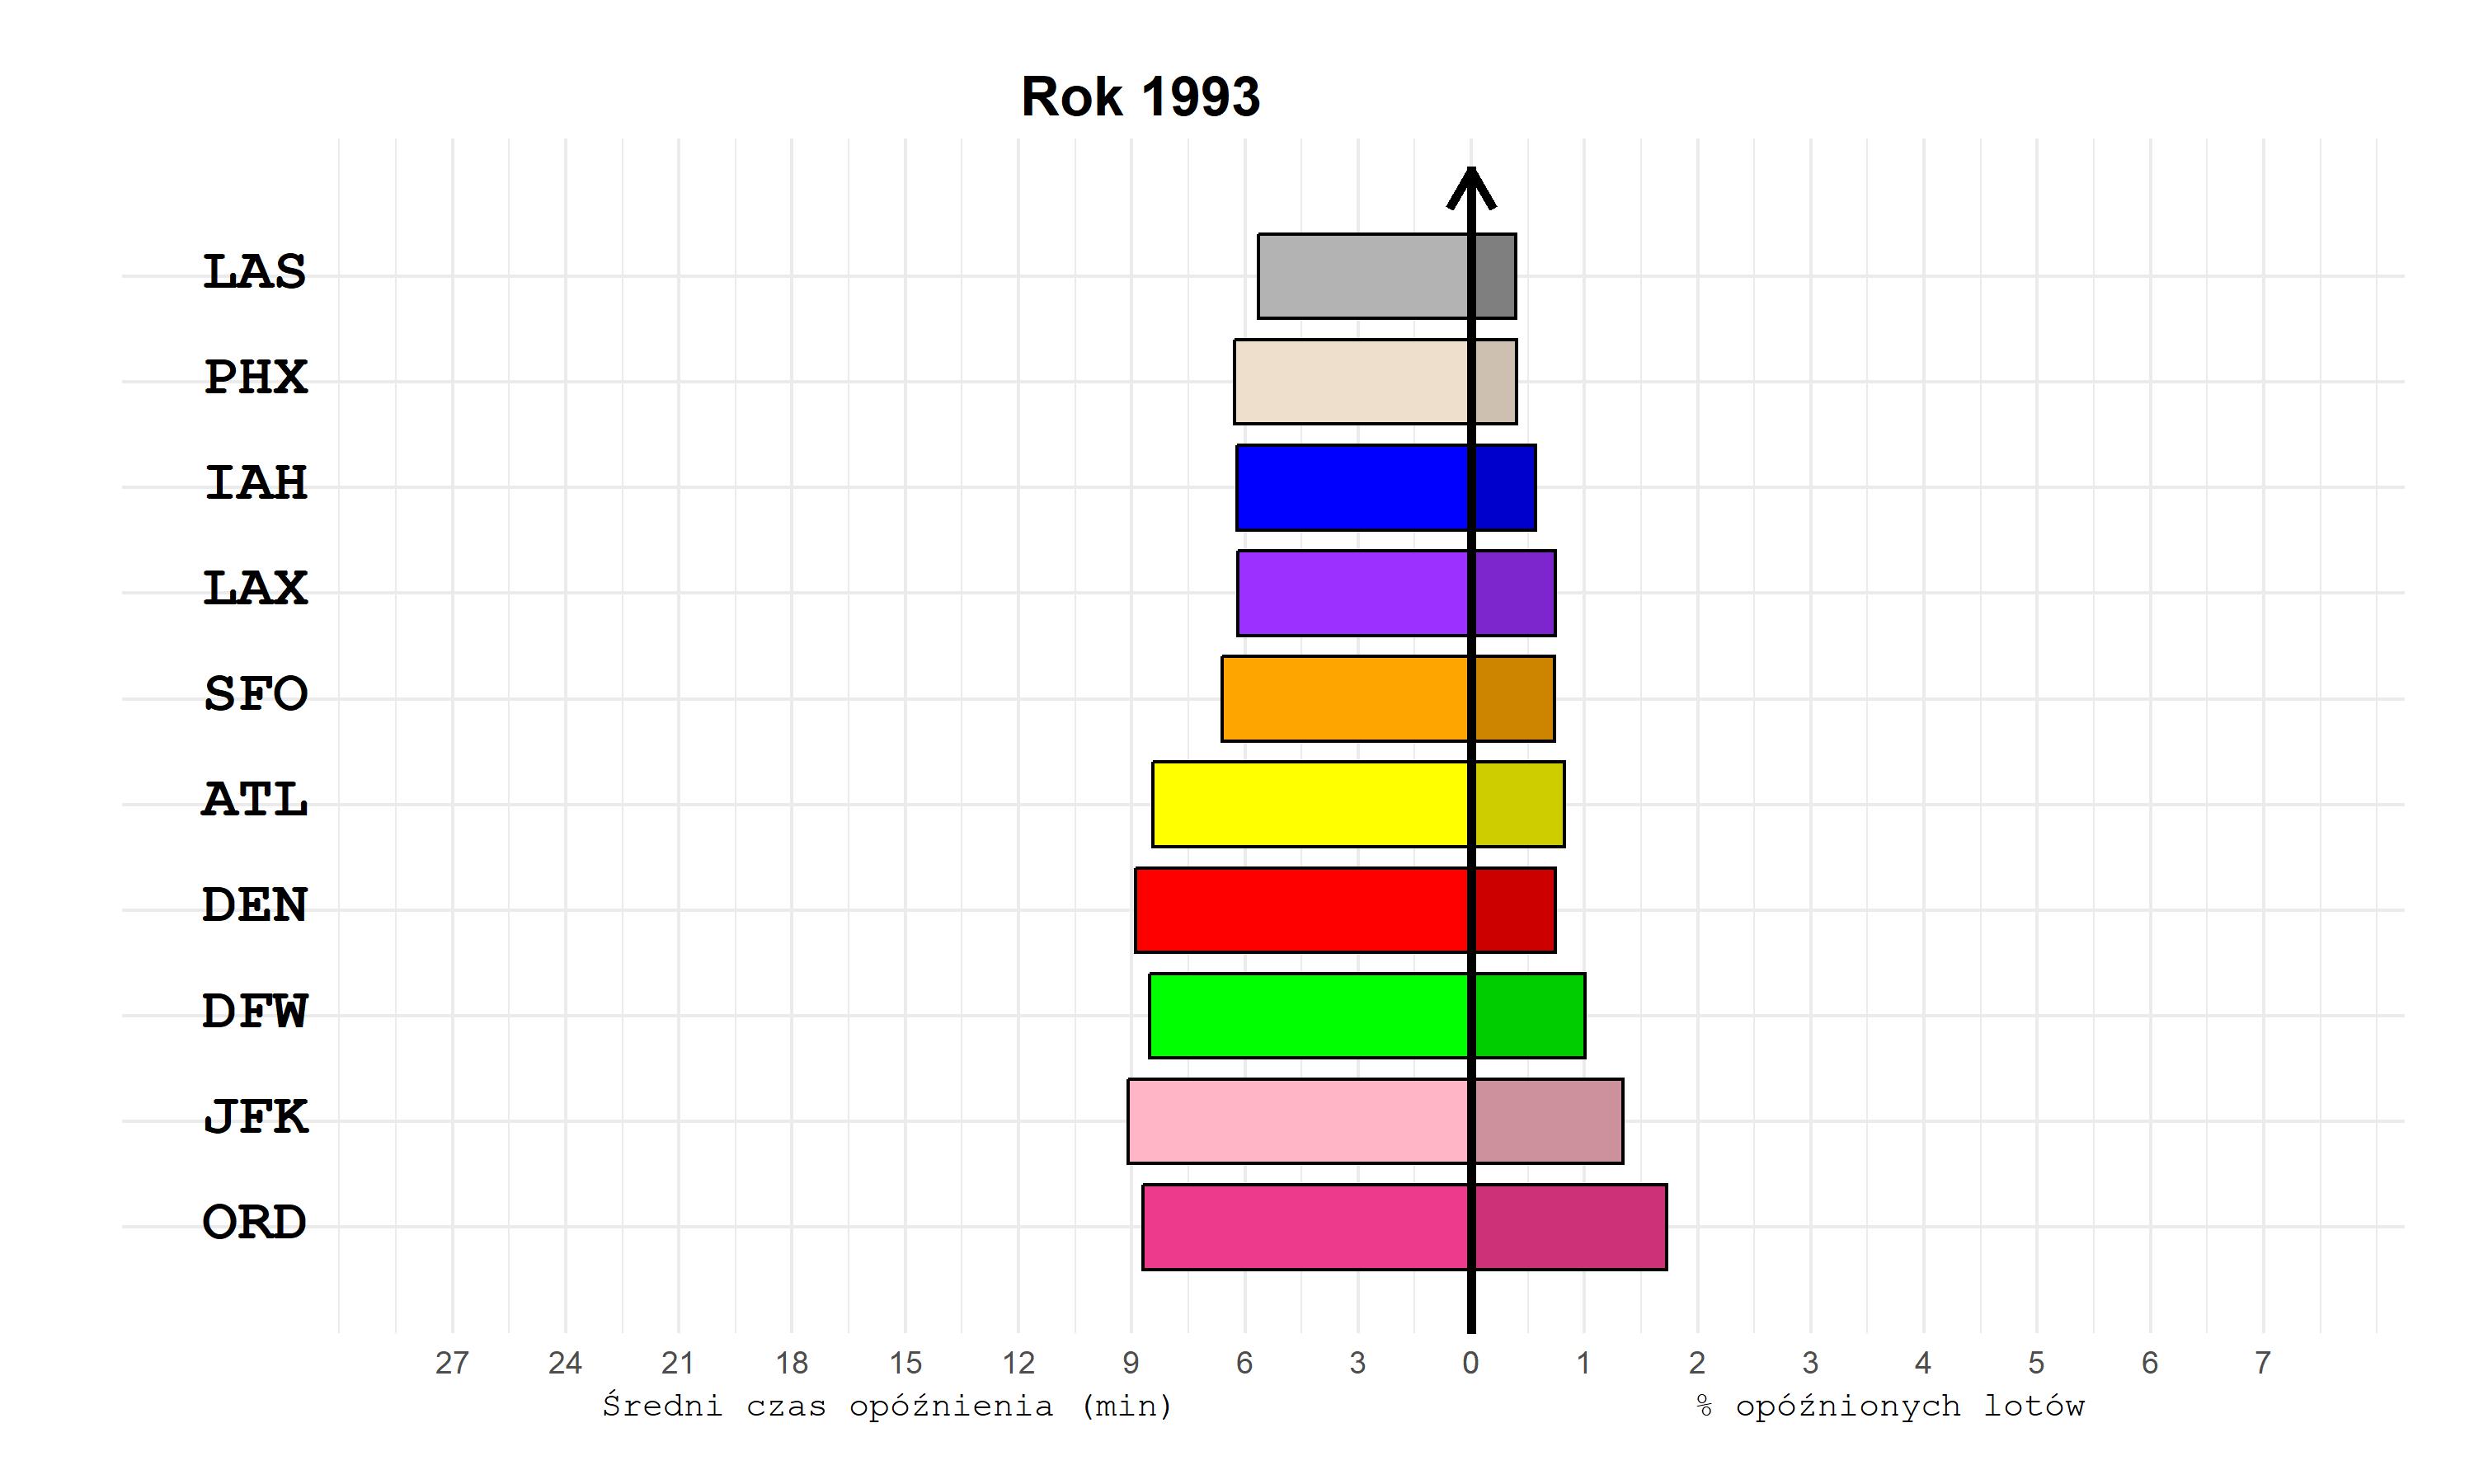 Rok 1993
LAS
PHX
IAH
LAX
SFO
ATL
DEN
DFW
JFK
ORD
27 24 21 18 15 12 9 6 3 0 1 2 3 4 5 6 7
Średni czas opóźnienia (min) % opóźnionych lotów